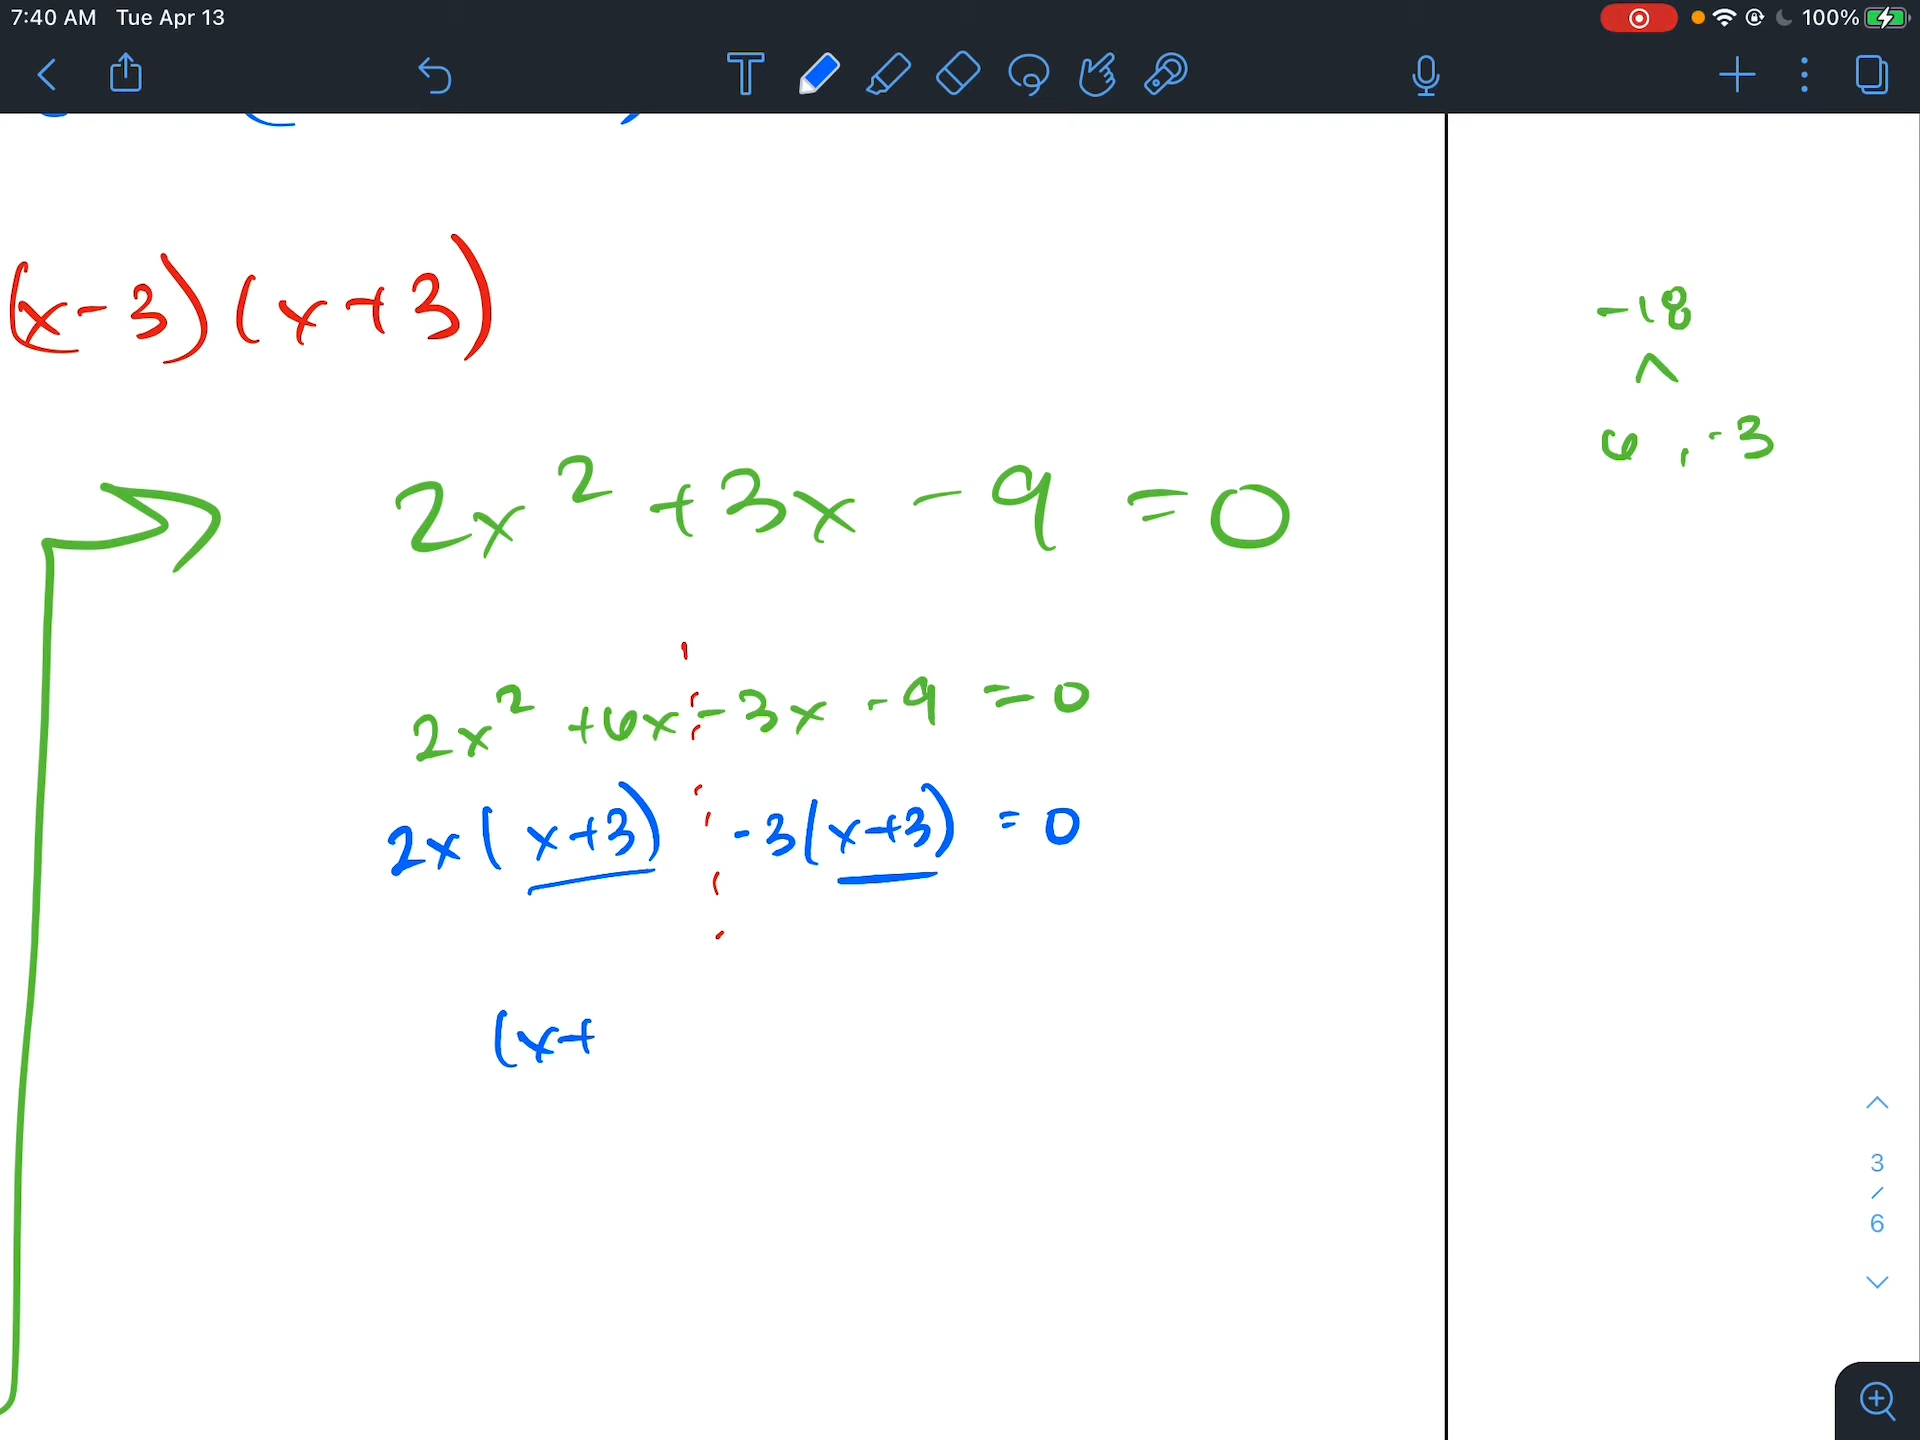 7:40 AM Tue Apr 13
100%
T
(x-3)(x+3)
-18
6, -3
2x² +3x -9 =0
2x² +6x -3x -9 =0
2x(x+3) -3(x+3) =0
(x+
3
/
6